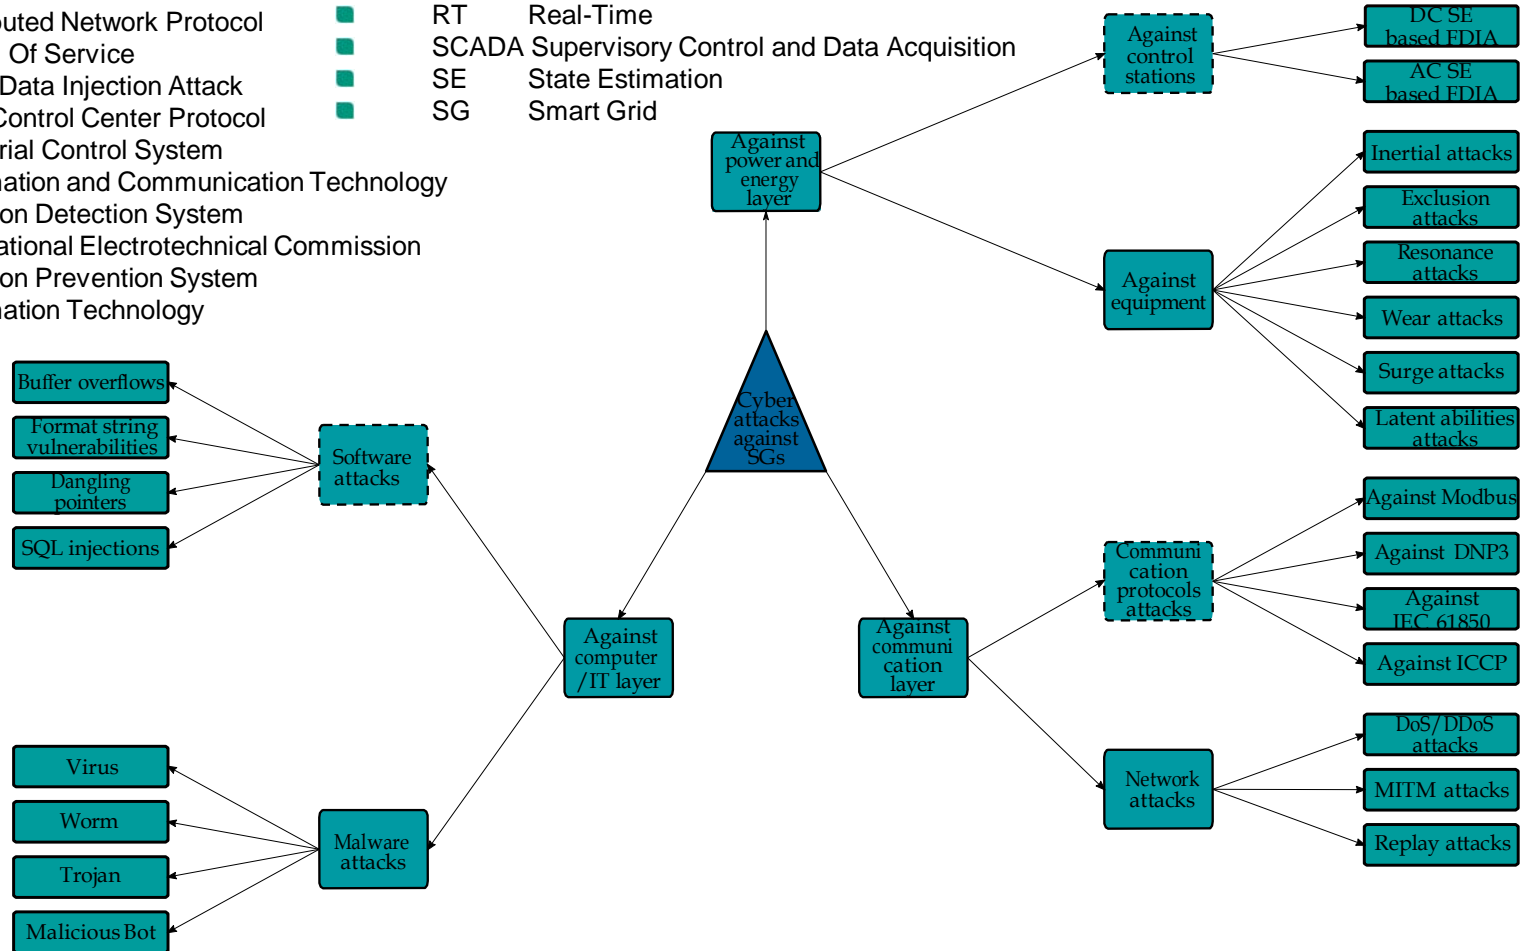 uted Network Protocol
Of Service
Data Injection Attack
Control Center Protocol
rial Control System
ation and Communication Technology
on Detection System
ational Electrotechnical Commission
on Prevention System
ation Technology
RT Real-Time
SCADA Supervisory Control and Data Acquisition
SE State Estimation
SG Smart Grid
Against
control
stations
DC SE
based FDIA
AC SE
based FDIA
Against
power and
energy
layer
Inertial attacks
Exclusion
attacks
Resonance
attacks
Against
equipment
Wear attacks
Surge attacks
Latent abilities
attacks
Cyber
attacks
against
SGs
Buffer overflows
Format string
vulnerabilities
Dangling
pointers
SQL injections
Software
attacks
Against Modbus
Against DNP3
Against
IEC 61850
Against ICCP
Communi
cation
protocols
attacks
Against
computer
/IT layer
Against
communi
cation
layer
DoS/DDoS
attacks
MITM attacks
Replay attacks
Network
attacks
Virus
Worm
Trojan
Malicious Bot
Malware
attacks